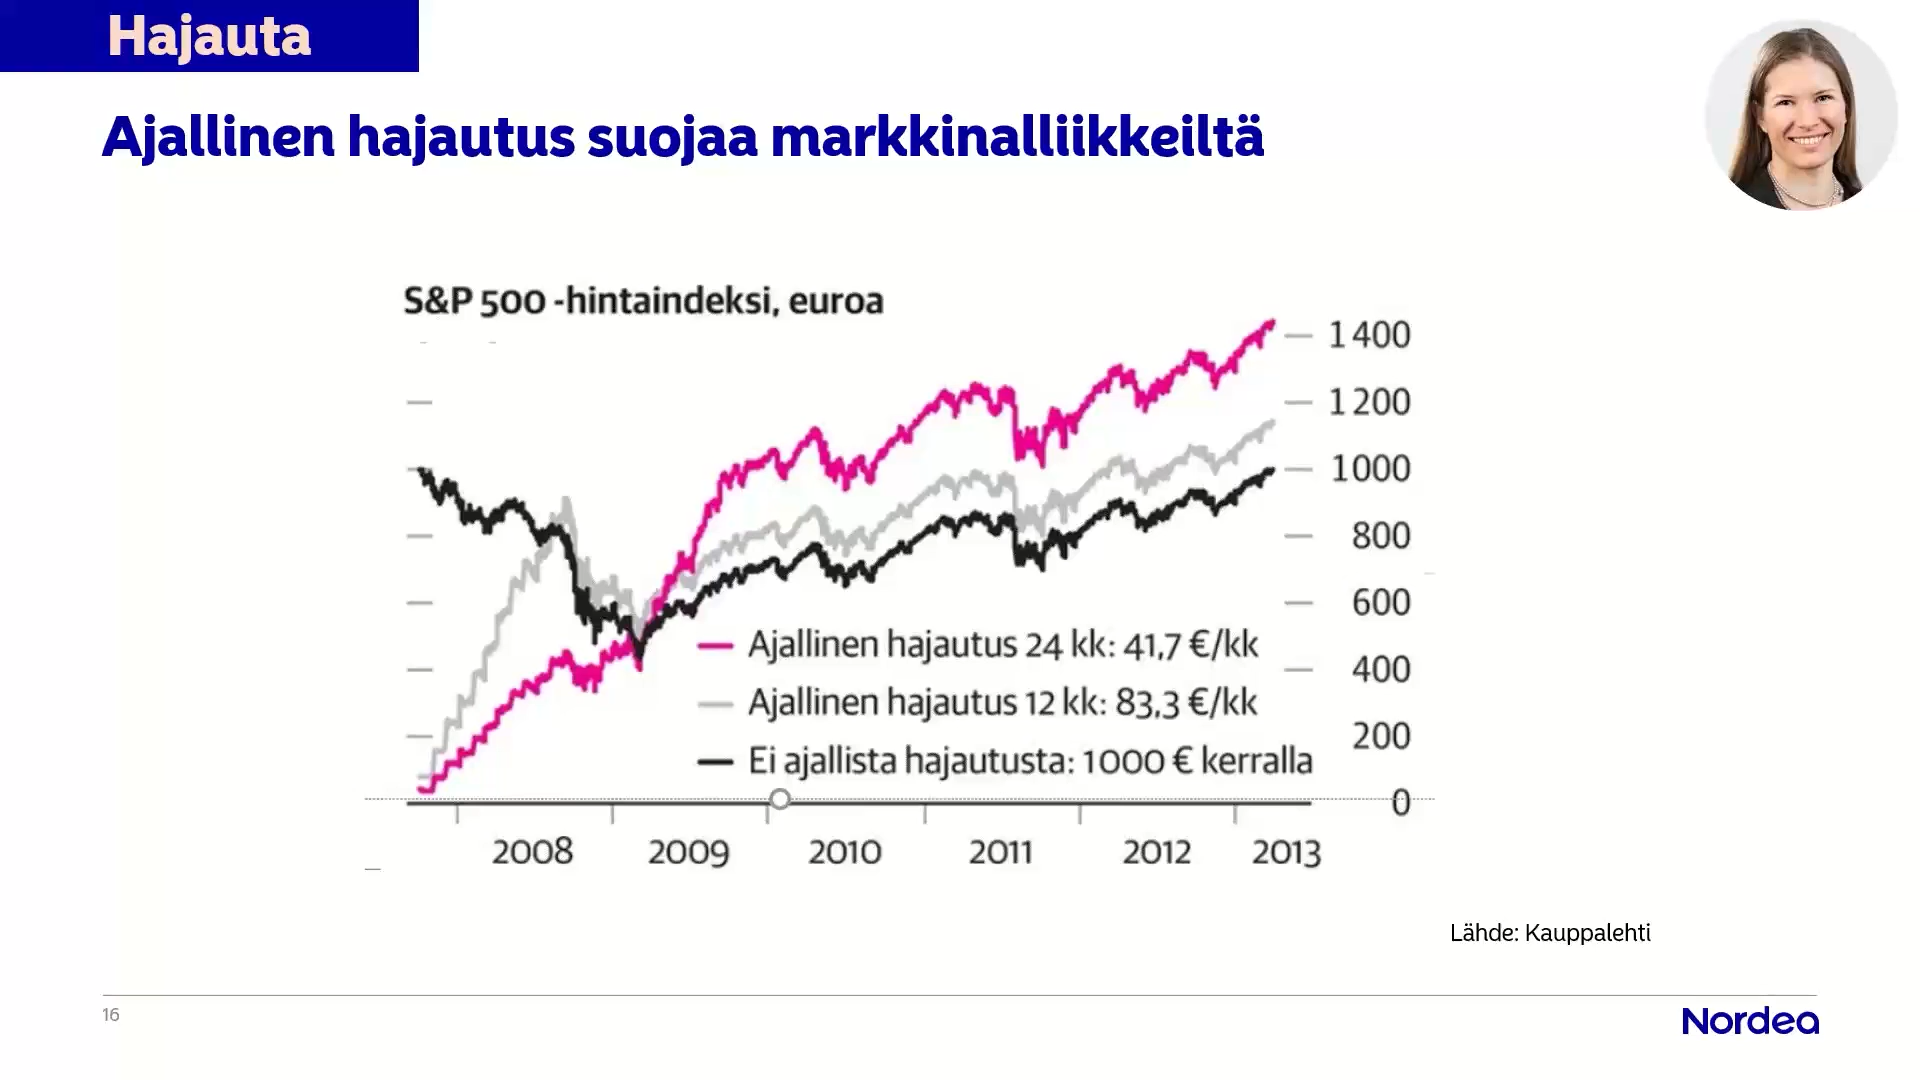 Hajauta
Ajallinen hajautus suojaa markkinalliikkeiltä
S&P 500 -hintaindeksi, euroa
1 400
1 200
1000
800
600
400
200
0
Ajallinen hajautus 24 kk: 41,7 €/kk
Ajallinen hajautus 12 kk: 83,3 €/kk
Ei ajallista hajautusta: 1000 € kerralla
2008 2009 2010 2011 2012 2013
Lähde: Kauppalehti
16
Nordea